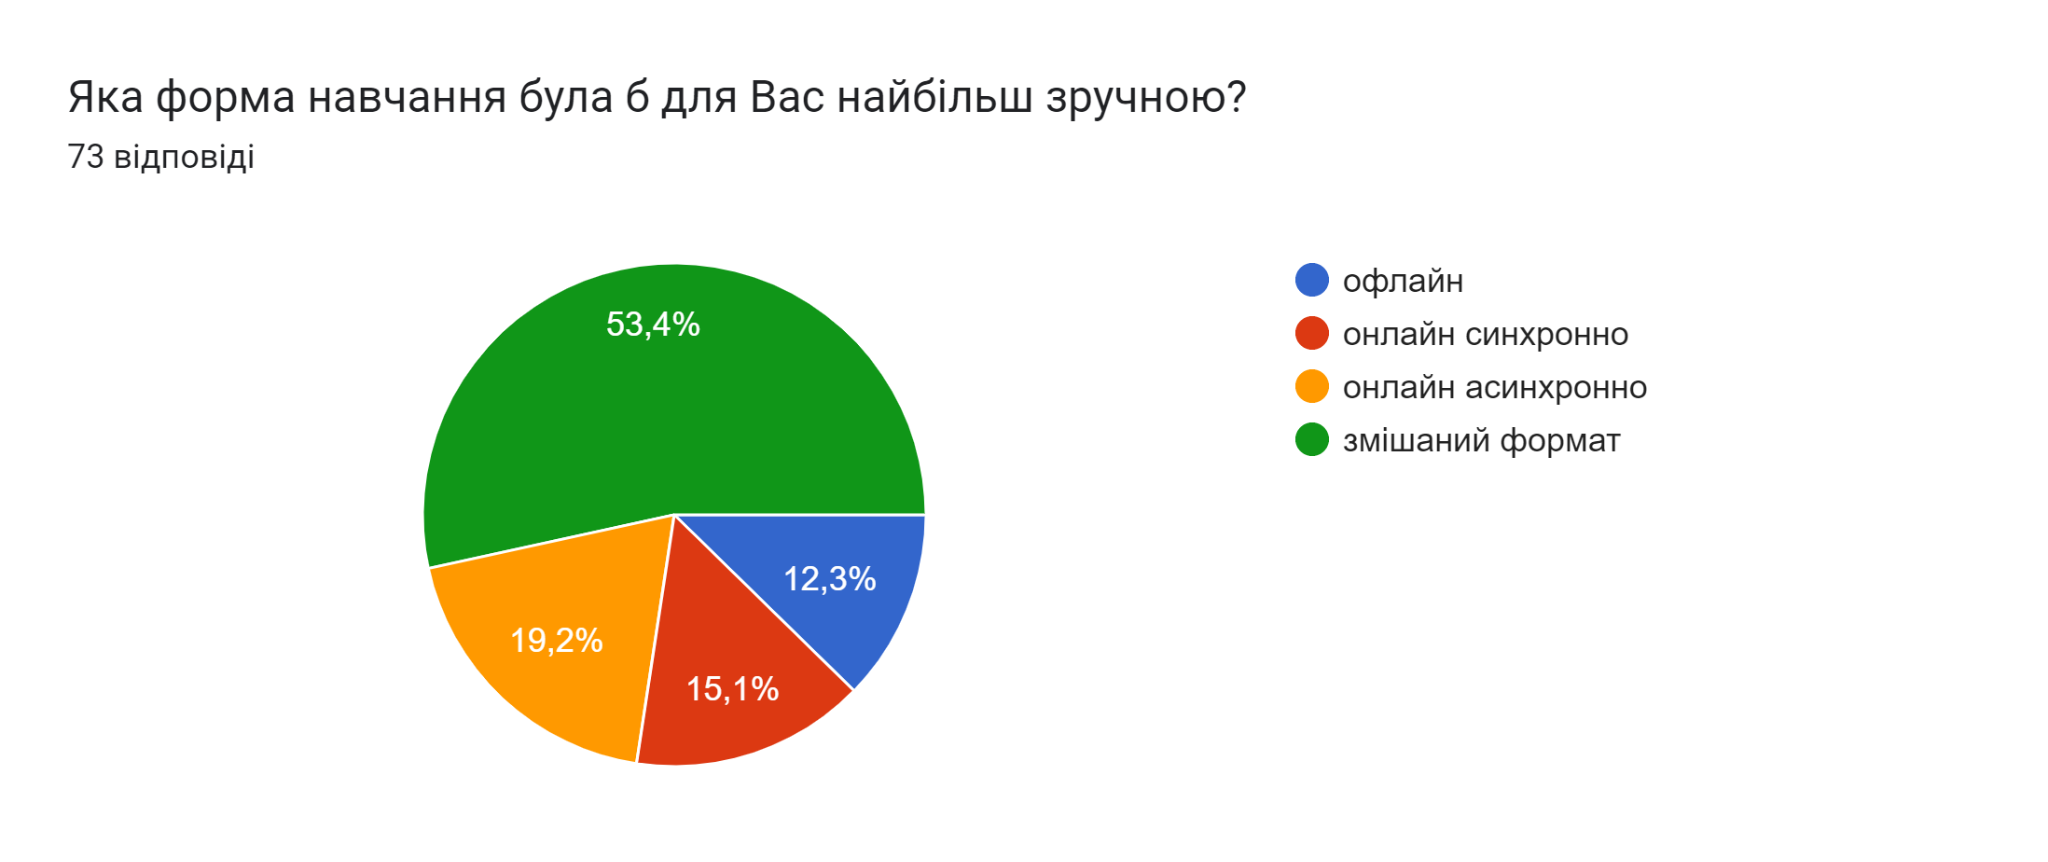 Яка форма навчання була б для Вас найбільш зручною?
73 відповіді
53,4%
12,3%
19,2%
15,1%
офлайн
онлайн синхронно
онлайн асинхронно
змішаний формат